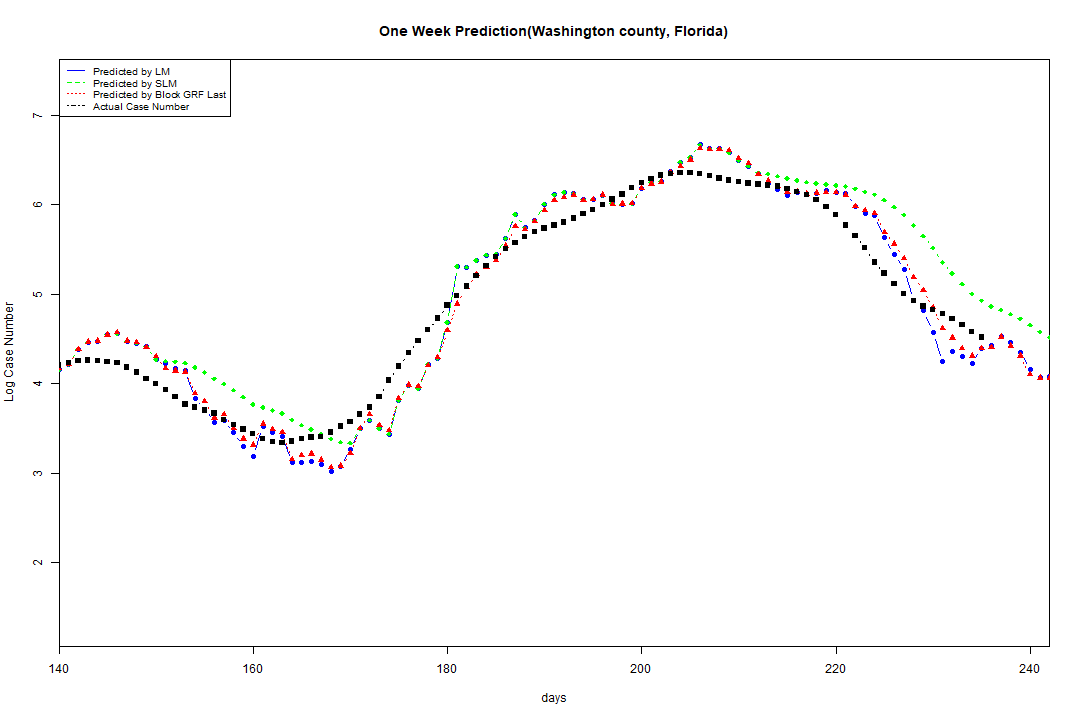 One Week Prediction(Washington county, Florida)
Predicted by LM
Predicted by SLM
Predicted by Block GRF Last
Actual Case Number
7
6
5
4
3
2
Log Case Number
140 160 180 200 220 240
days